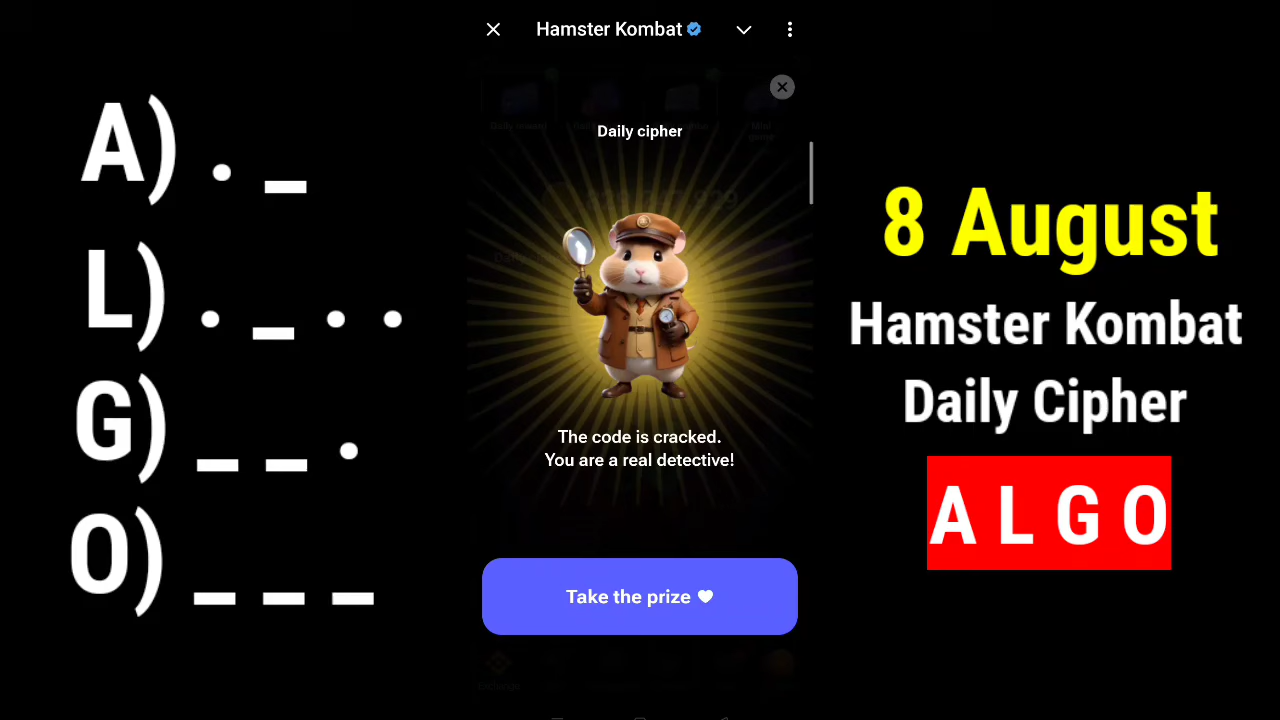 A) . _
L) . _ . .
G) _ _ .
O) _ _ _
Hamster Kombat
Daily cipher
The code is cracked.
You are a real detective!
Take the prize
8 August
Hamster Kombat
Daily Cipher
A L G O